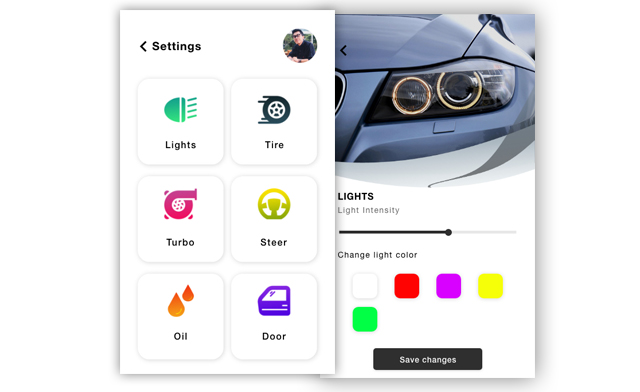 Settings
Lights
Tire
Turbo
Steer
Oil
Door
LIGHTS
Light Intensity
Change light color
Save changes